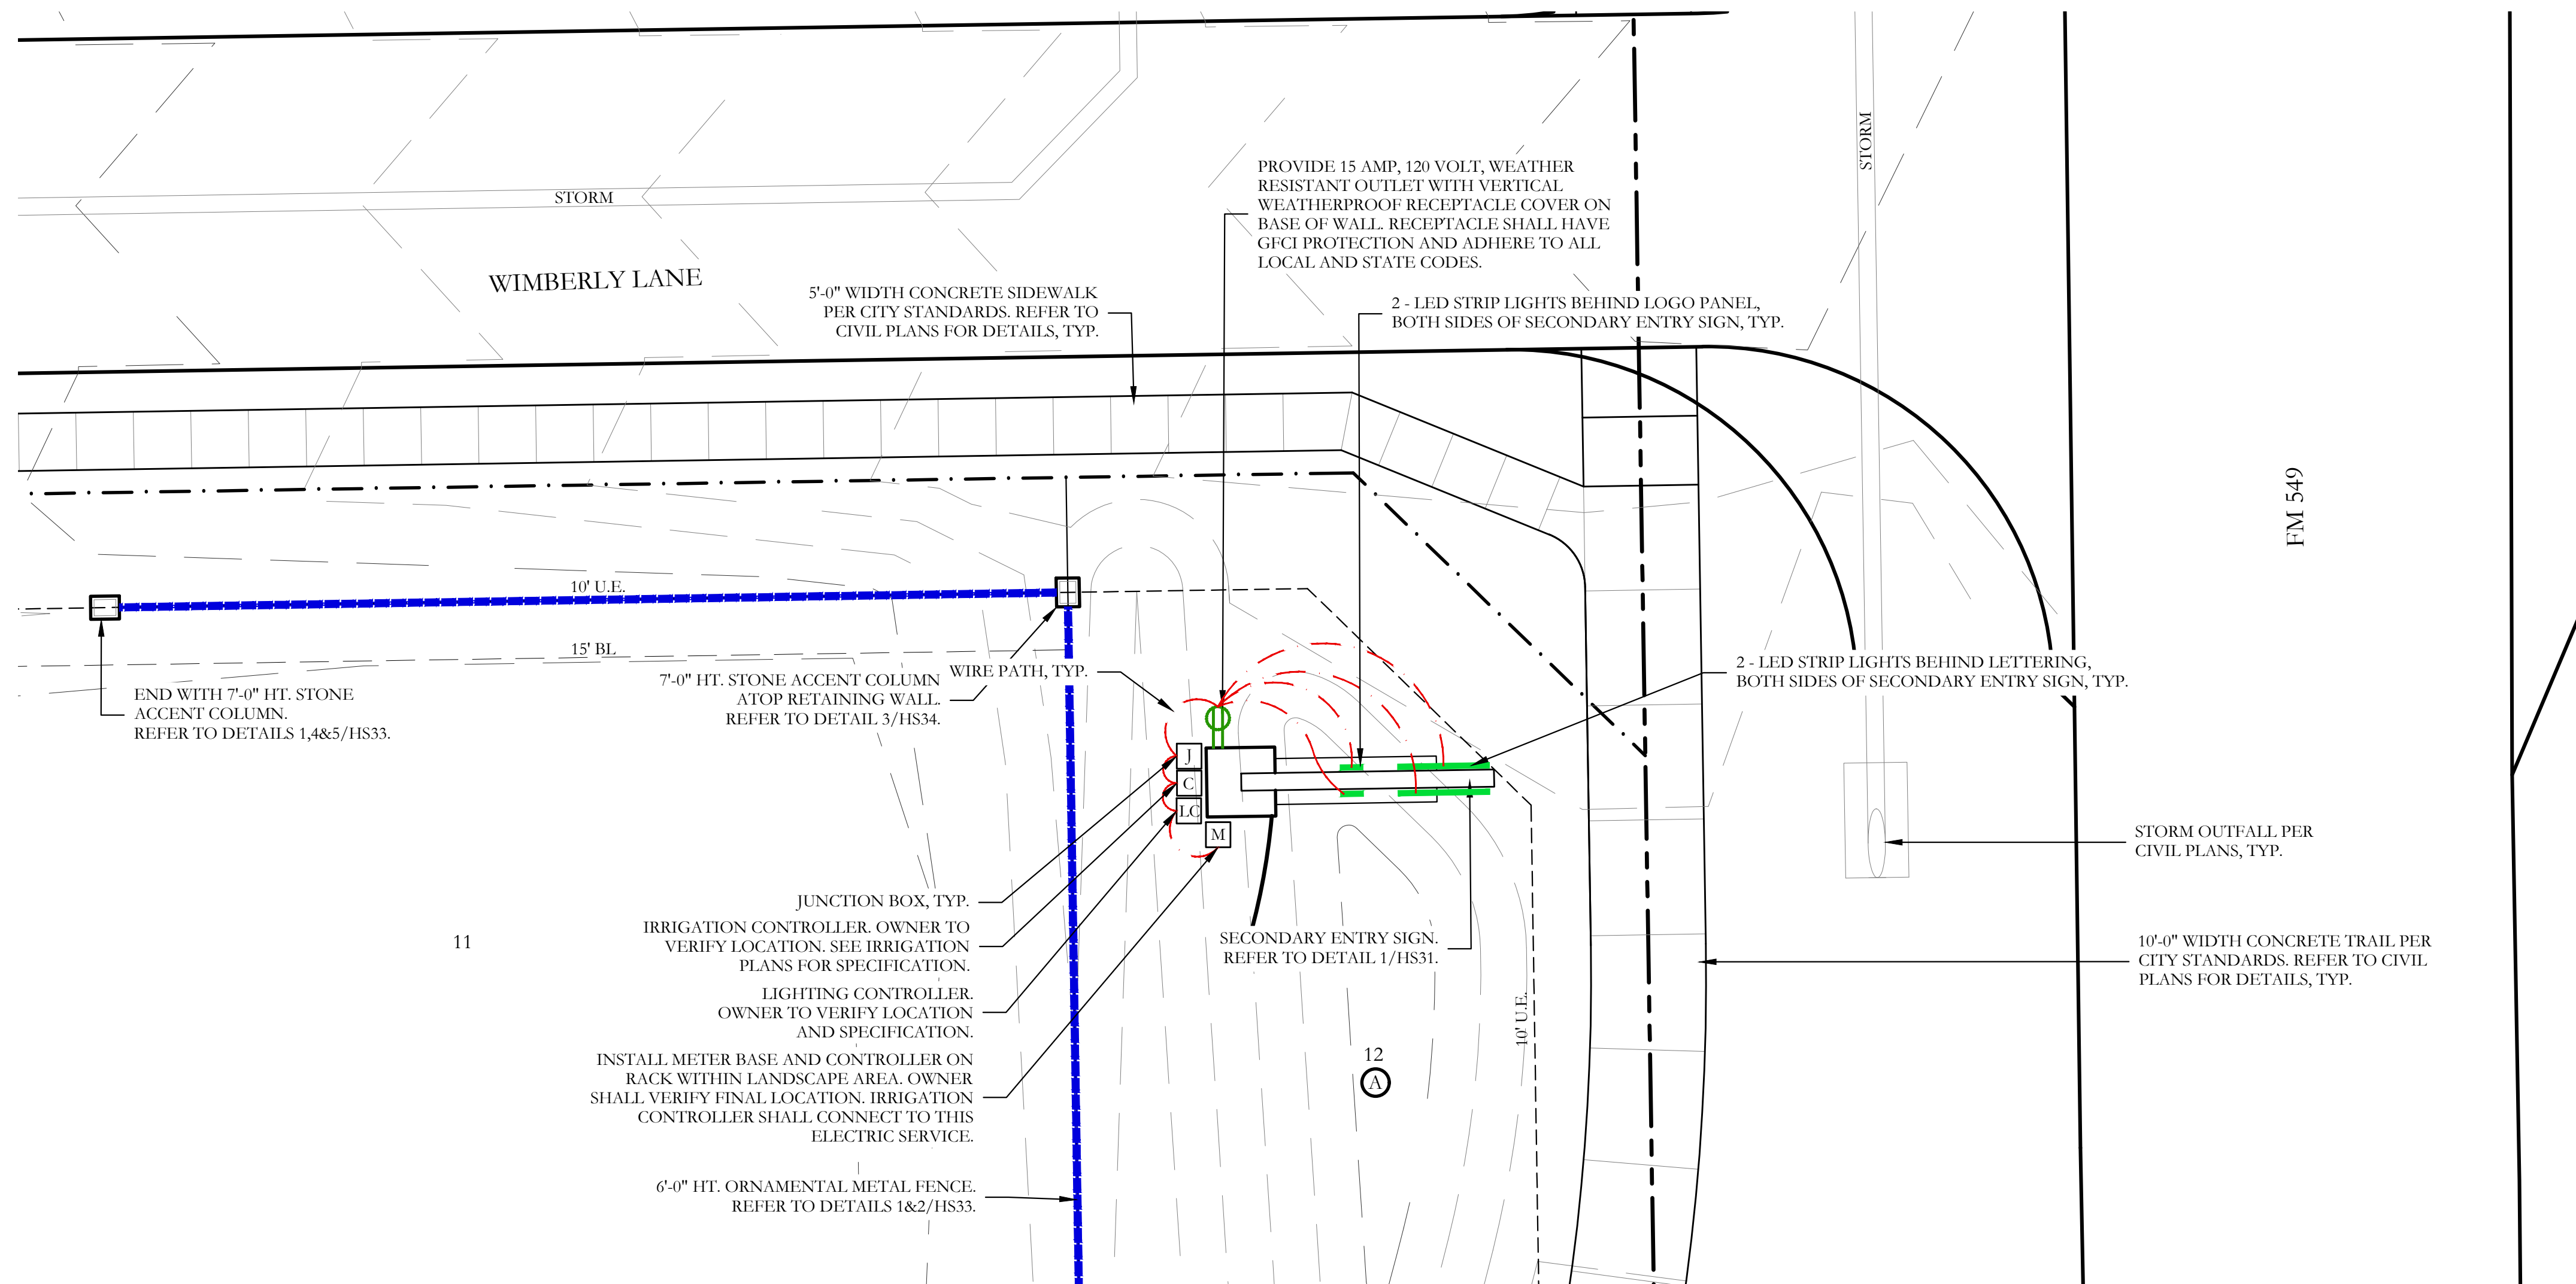 STORM
STORM
WIMBERLY LANE
PROVIDE 15 AMP, 120 VOLT, WEATHER
RESISTANT OUTLET WITH VERTICAL
WEATHERPROOF RECEPTACLE COVER ON
BASE OF WALL. RECEPTACLE SHALL HAVE
GFCI PROTECTION AND ADHERE TO ALL
LOCAL AND STATE CODES.
5'-0" WIDTH CONCRETE SIDEWALK
PER CITY STANDARDS. REFER TO
CIVIL PLANS FOR DETAILS, TYP.
2 - LED STRIP LIGHTS BEHIND LOGO PANEL,
BOTH SIDES OF SECONDARY ENTRY SIGN, TYP.
FM 549
10' U.E.
15' BL
END WITH 7'-0" HT. STONE
ACCENT COLUMN.
REFER TO DETAILS 1,4&5/HS33.
7'-0" HT. STONE ACCENT COLUMN
ATOP RETAINING WALL.
REFER TO DETAIL 3/HS34.
WIRE PATH, TYP.
2 - LED STRIP LIGHTS BEHIND LETTERING,
BOTH SIDES OF SECONDARY ENTRY SIGN, TYP.
J
C
LC
M
STORM OUTFALL PER
CIVIL PLANS, TYP.
JUNCTION BOX, TYP.
IRRIGATION CONTROLLER. OWNER TO
VERIFY LOCATION. SEE IRRIGATION
PLANS FOR SPECIFICATION.
SECONDARY ENTRY SIGN.
REFER TO DETAIL 1/HS31.
10'-0" WIDTH CONCRETE TRAIL PER
CITY STANDARDS. REFER TO CIVIL
PLANS FOR DETAILS, TYP.
11
LIGHTING CONTROLLER.
OWNER TO VERIFY LOCATION
AND SPECIFICATION.
10' U.E.
INSTALL METER BASE AND CONTROLLER ON
RACK WITHIN LANDSCAPE AREA. OWNER
SHALL VERIFY FINAL LOCATION. IRRIGATION
CONTROLLER SHALL CONNECT TO THIS
ELECTRIC SERVICE.
12
A
6'-0" HT. ORNAMENTAL METAL FENCE.
REFER TO DETAILS 1&2/HS33.